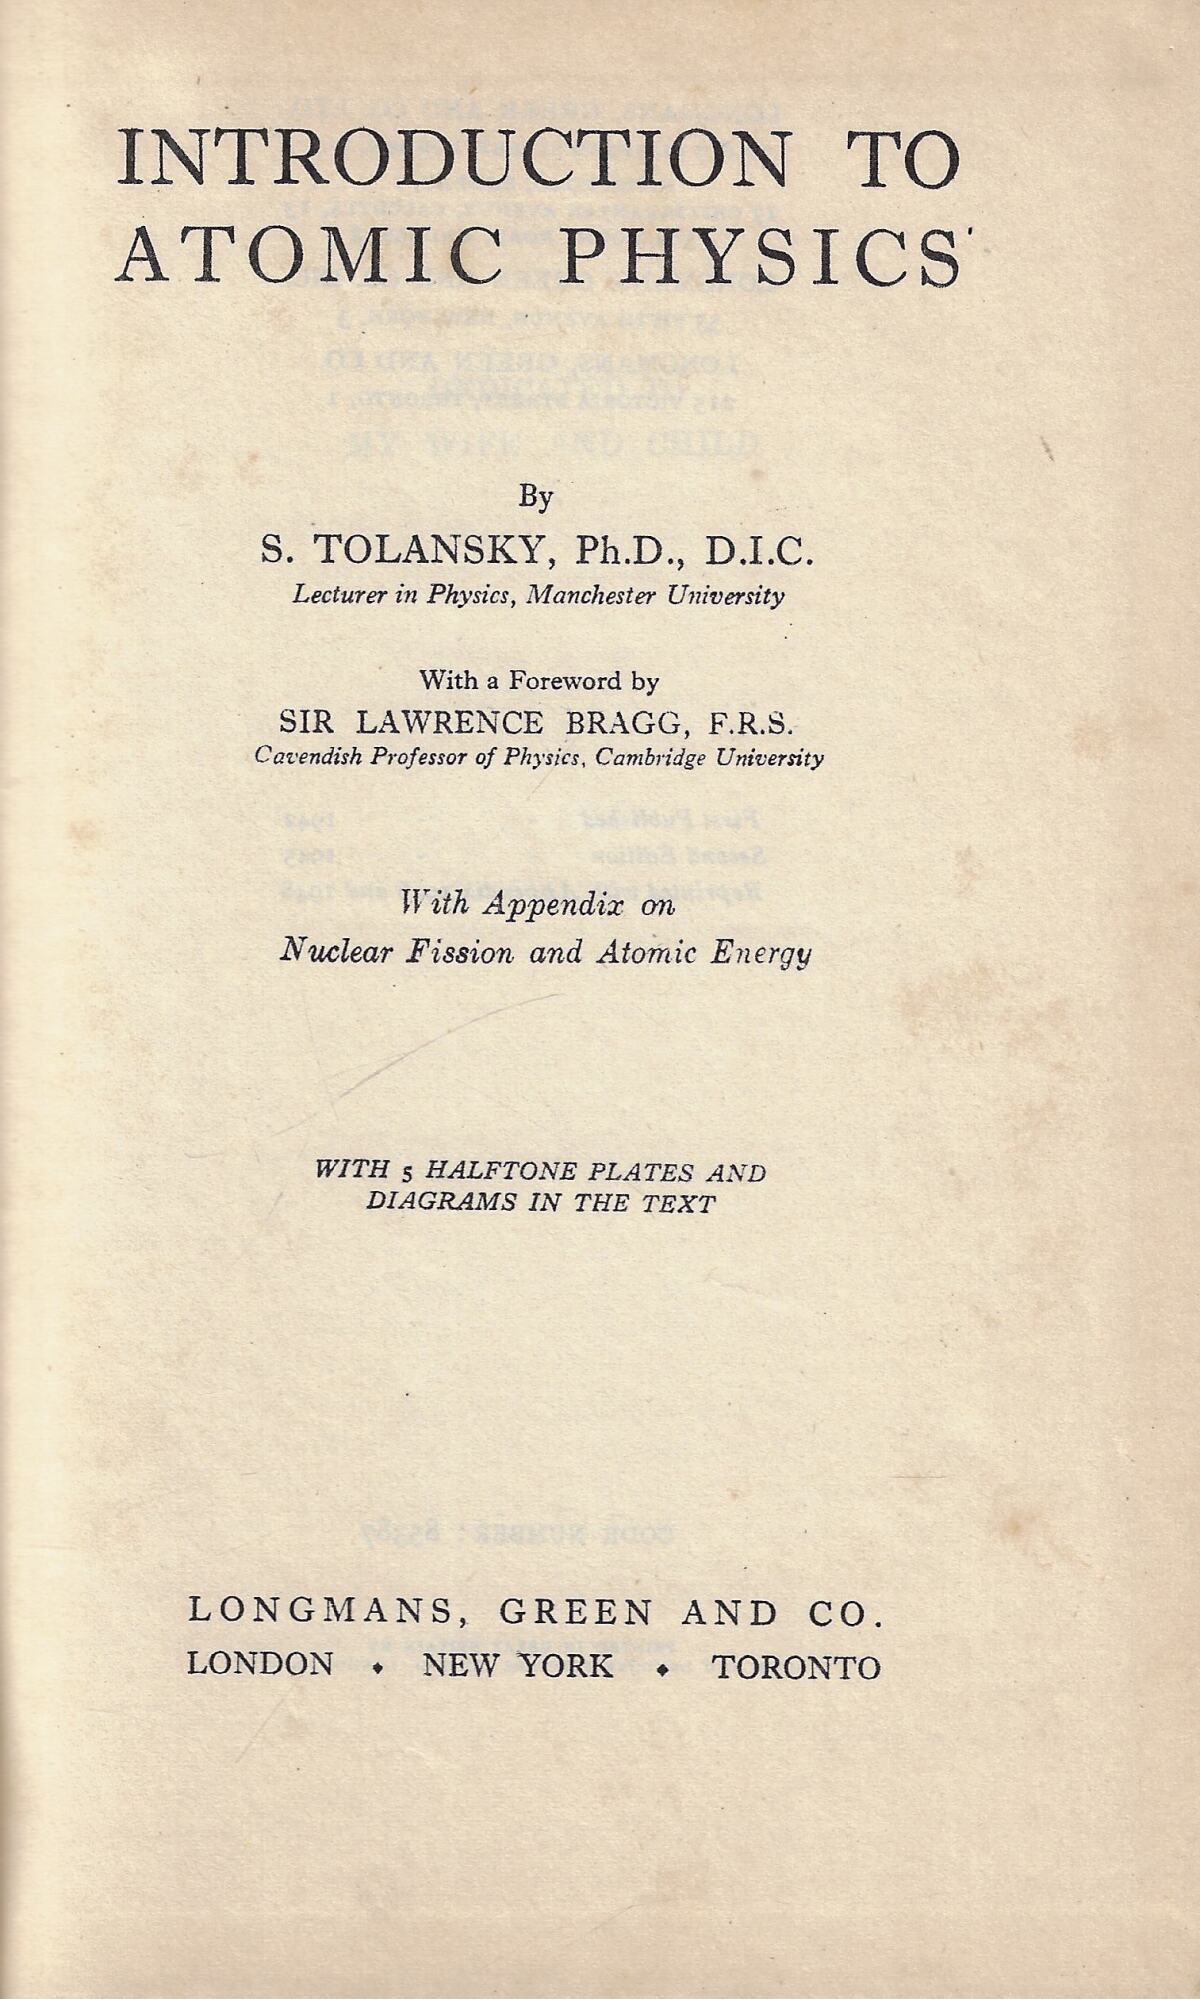 INTRODUCTION TO
ATOMIC PHYSICS
By
S. TOLANSKY, Ph.D., D.I.C.
Lecturer in Physics, Manchester University
With a Foreword by
SIR LAWRENCE BRAGG, F.R.S.
Cavendish Professor of Physics, Cambridge University
With Appendix on
Nuclear Fission and Atomic Energy
WITH 5 HALFTONE PLATES AND
DIAGRAMS IN THE TEXT
LONGMANS, GREEN AND CO.
LONDON ♦ NEW YORK ♦ TORONTO